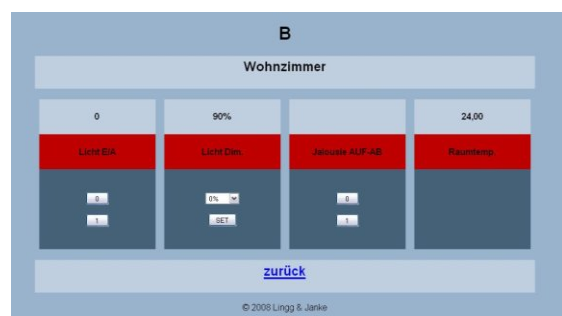 B
Wohnzimmer
0 90% 24,00
Licht E/A Licht Dim. Jalousie AUF-AB Raumtemp.
0 0% 0
1 SET 1
zurück
© 2008 Lingg & Janke